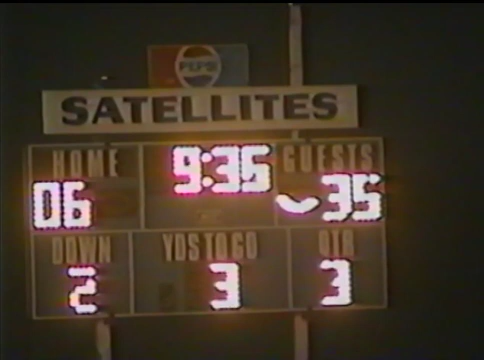 PEPSI
SATELLITES
HOME 9:35 GUESTS
06 35
DOWN YDS TO GO QTR
2 3 3